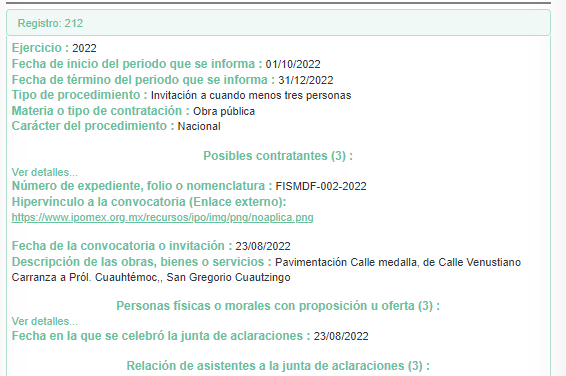 Registro: 212
Ejercicio : 2022
Fecha de inicio del periodo que se informa : 01/10/2022
Fecha de término del periodo que se informa : 31/12/2022
Tipo de procedimiento : Invitación a cuando menos tres personas
Materia o tipo de contratación : Obra pública
Carácter del procedimiento : Nacional
Posibles contratantes (3) :
Ver detalles...
Número de expediente, folio o nomenclatura : FISMDF-002-2022
Hipervínculo a la convocatoria (Enlace externo):
https://www.ipomex.org.mx/recursos/ipo/img/png/noaplica.png
Fecha de la convocatoria o invitación : 23/08/2022
Descripción de las obras, bienes o servicios : Pavimentación Calle medalla, de Calle Venustiano
Carranza a Pról. Cuauhtémoc,, San Gregorio Cuautzingo
Personas físicas o morales con proposición u oferta (3) :
Ver detalles...
Fecha en la que se celebró la junta de aclaraciones : 23/08/2022
Relación de asistentes a la junta de aclaraciones (3) :